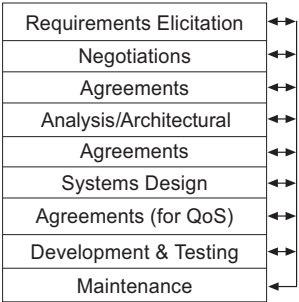 Requirements Elicitation
Negotiations
Agreements
Analysis/Architectural
Agreements
Systems Design
Agreements (for QoS)
Development & Testing
Maintenance